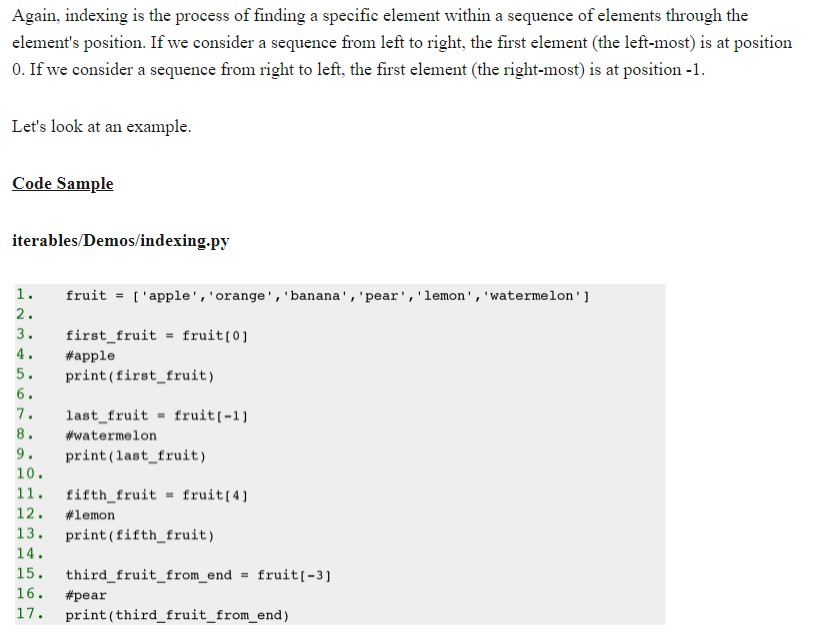 Again, indexing is the process of finding a specific element within a sequence of elements through the
element's position. If we consider a sequence from left to right, the first element (the left-most) is at position
0. If we consider a sequence from right to left, the first element (the right-most) is at position -1.
Let's look at an example.
Code Sample
iterables/Demos/indexing.py
1. fruit = ['apple','orange','banana','pear','lemon','watermelon']
2.
3. first_fruit = fruit[0]
4. #apple
5. print(first_fruit)
6.
7. last_fruit = fruit[-1]
8. #watermelon
9. print(last_fruit)
10.
11. fifth_fruit = fruit[4]
12. #lemon
13. print(fifth_fruit)
14.
15. third_fruit_from_end = fruit[-3]
16. #pear
17. print(third_fruit_from_end)